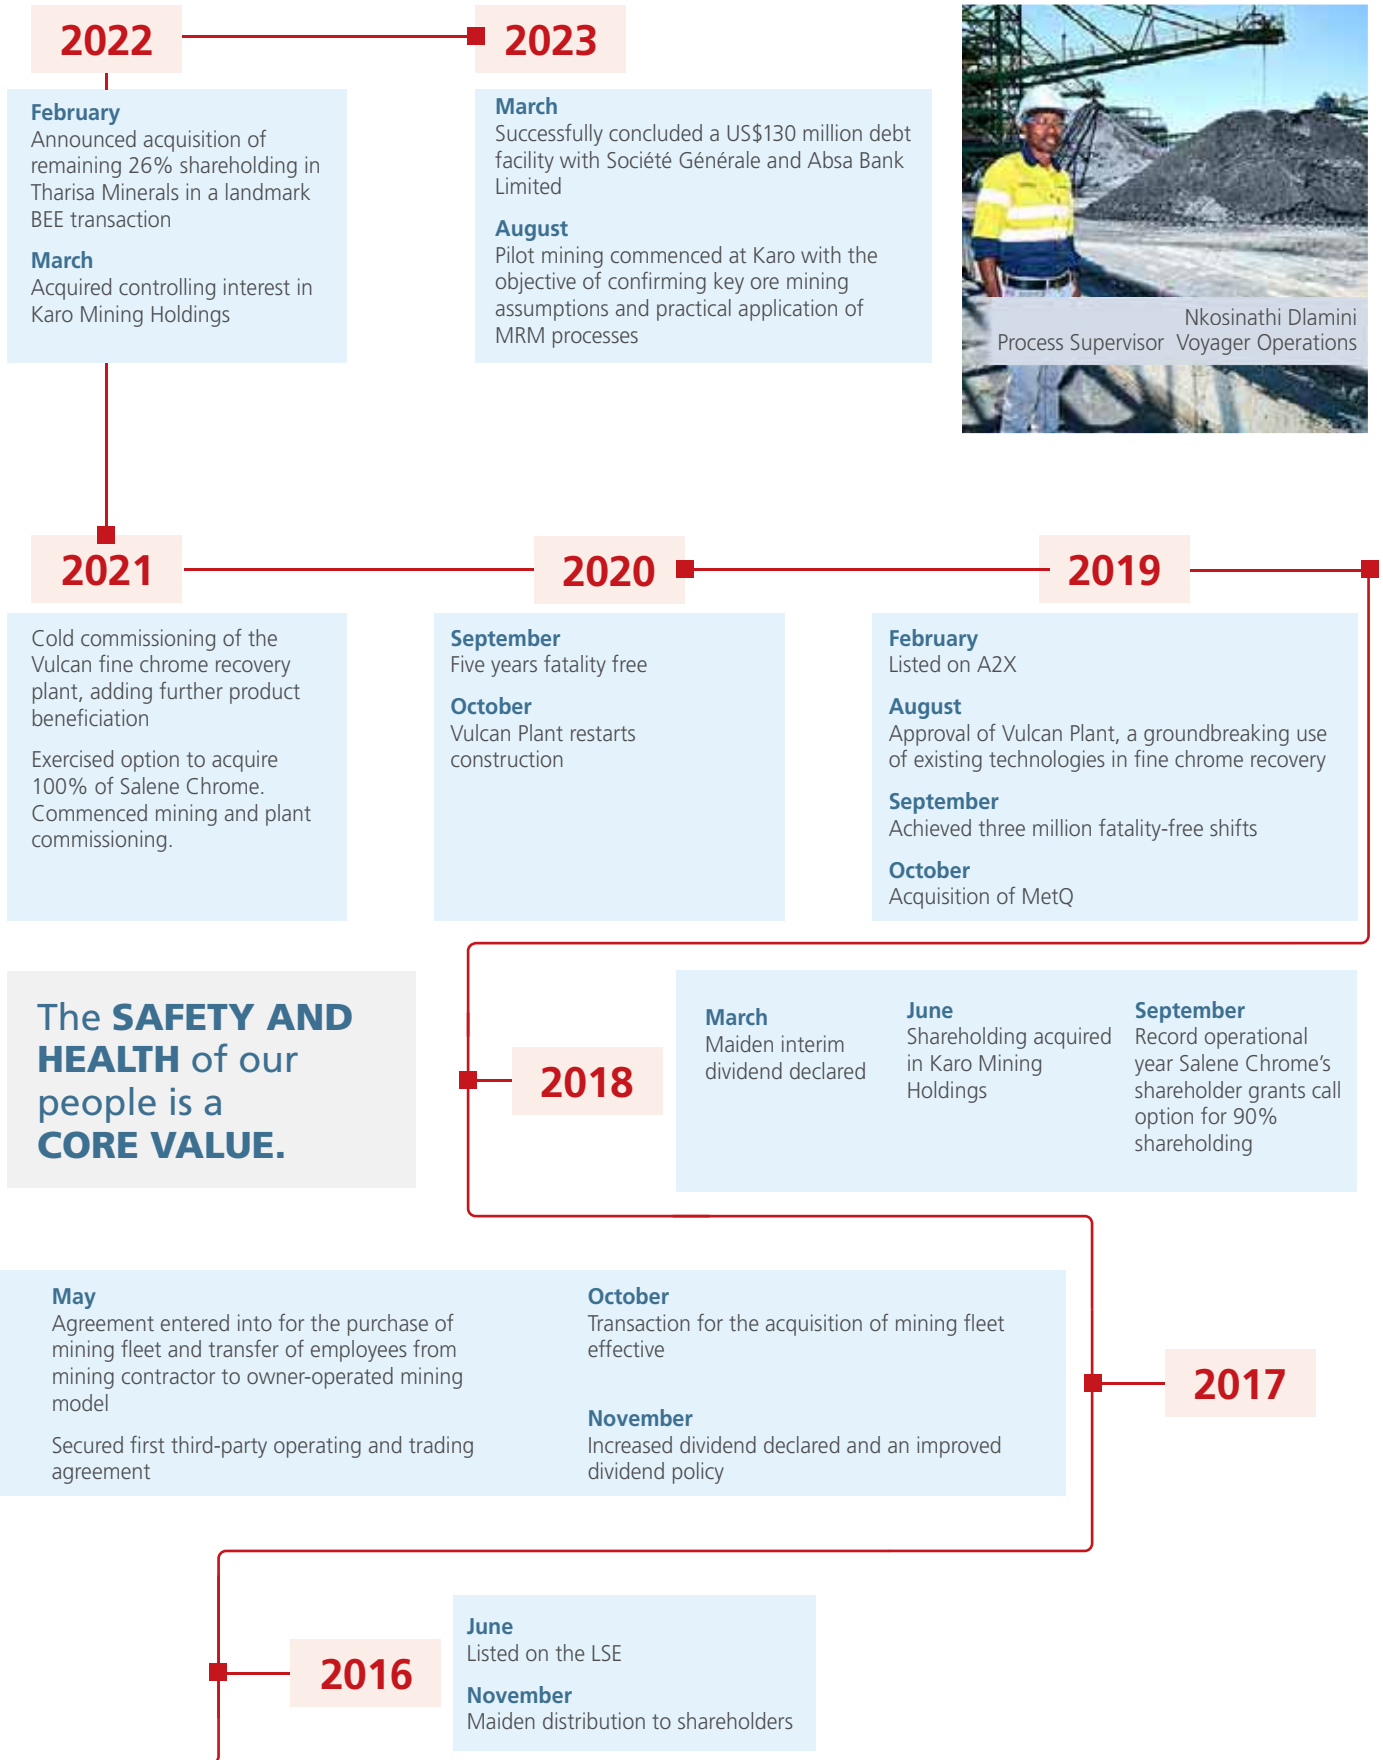 2022
February
Announced acquisition of
remaining 26% shareholding in
Tharisa Minerals in a landmark
BEE transaction
March
Acquired controlling interest in
Karo Mining Holdings
2023
March
Successfully concluded a US$130 million debt
facility with Société Générale and Absa Bank
Limited
August
Pilot mining commenced at Karo with the
objective of confirming key ore mining
assumptions and practical application of
MRM processes
Nkosinathi Dlamini
Process Supervisor Voyager Operations
2021
Cold commissioning of the
Vulcan fine chrome recovery
plant, adding further product
beneficiation
Exercised option to acquire
100% of Salene Chrome.
Commenced mining and plant
commissioning.
2020
September
Five years fatality free
October
Vulcan Plant restarts
construction
2019
February
Listed on A2X
August
Approval of Vulcan Plant, a groundbreaking use
of existing technologies in fine chrome recovery
September
Achieved three million fatality-free shifts
October
Acquisition of MetQ
The SAFETY AND
HEALTH of our
people is a
CORE VALUE.
2018
March
Maiden interim
dividend declared
June
Shareholding acquired
in Karo Mining
Holdings
September
Record operational
year Salene Chrome's
shareholder grants call
option for 90%
shareholding
May
Agreement entered into for the purchase of
mining fleet and transfer of employees from
mining contractor to owner-operated mining
model
Secured first third-party operating and trading
agreement
October
Transaction for the acquisition of mining fleet
effective
November
Increased dividend declared and an improved
dividend policy
2017
2016
June
Listed on the LSE
November
Maiden distribution to shareholders